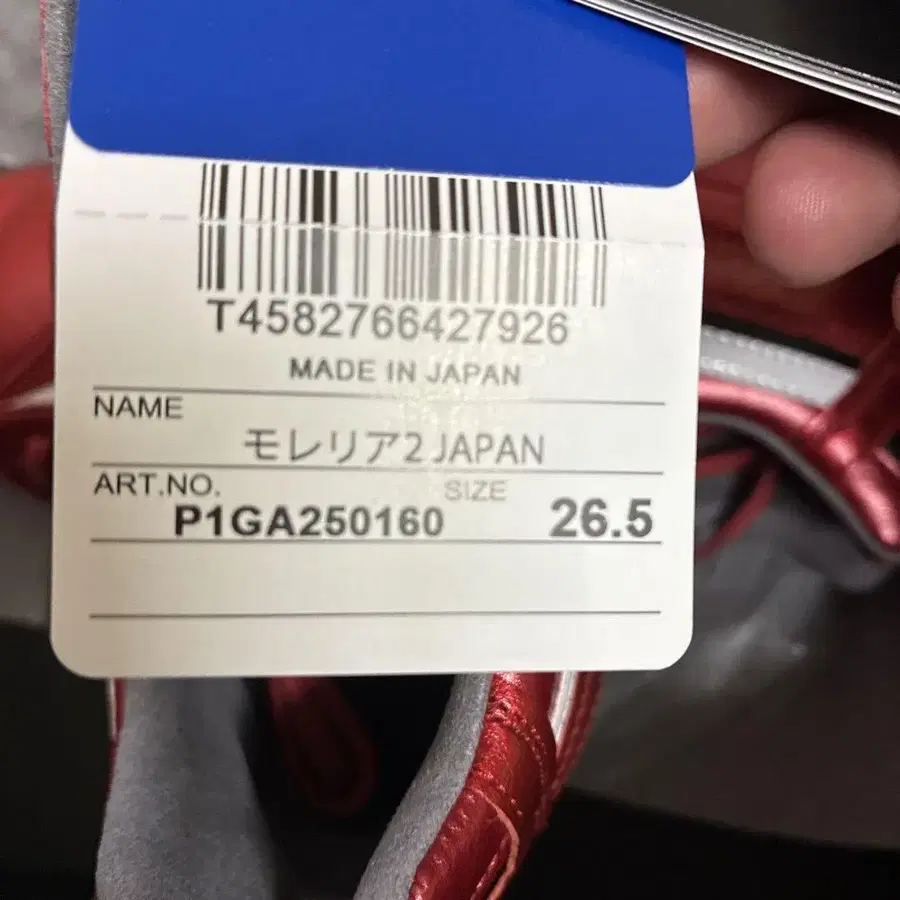 T4582766427926
MADE IN JAPAN
NAME
モレリア2 JAPAN
ART.NO.
SIZE
P1GA250160
26.5